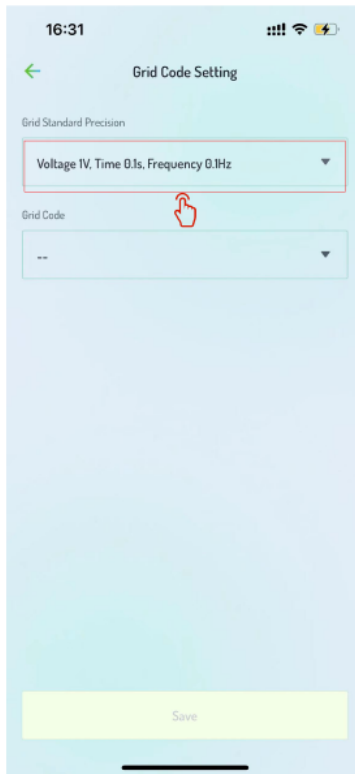 16:31
Grid Code Setting
Grid Standard Precision
Voltage 1V, Time 0.1s, Frequency 0.1Hz
Grid Code
--
Save